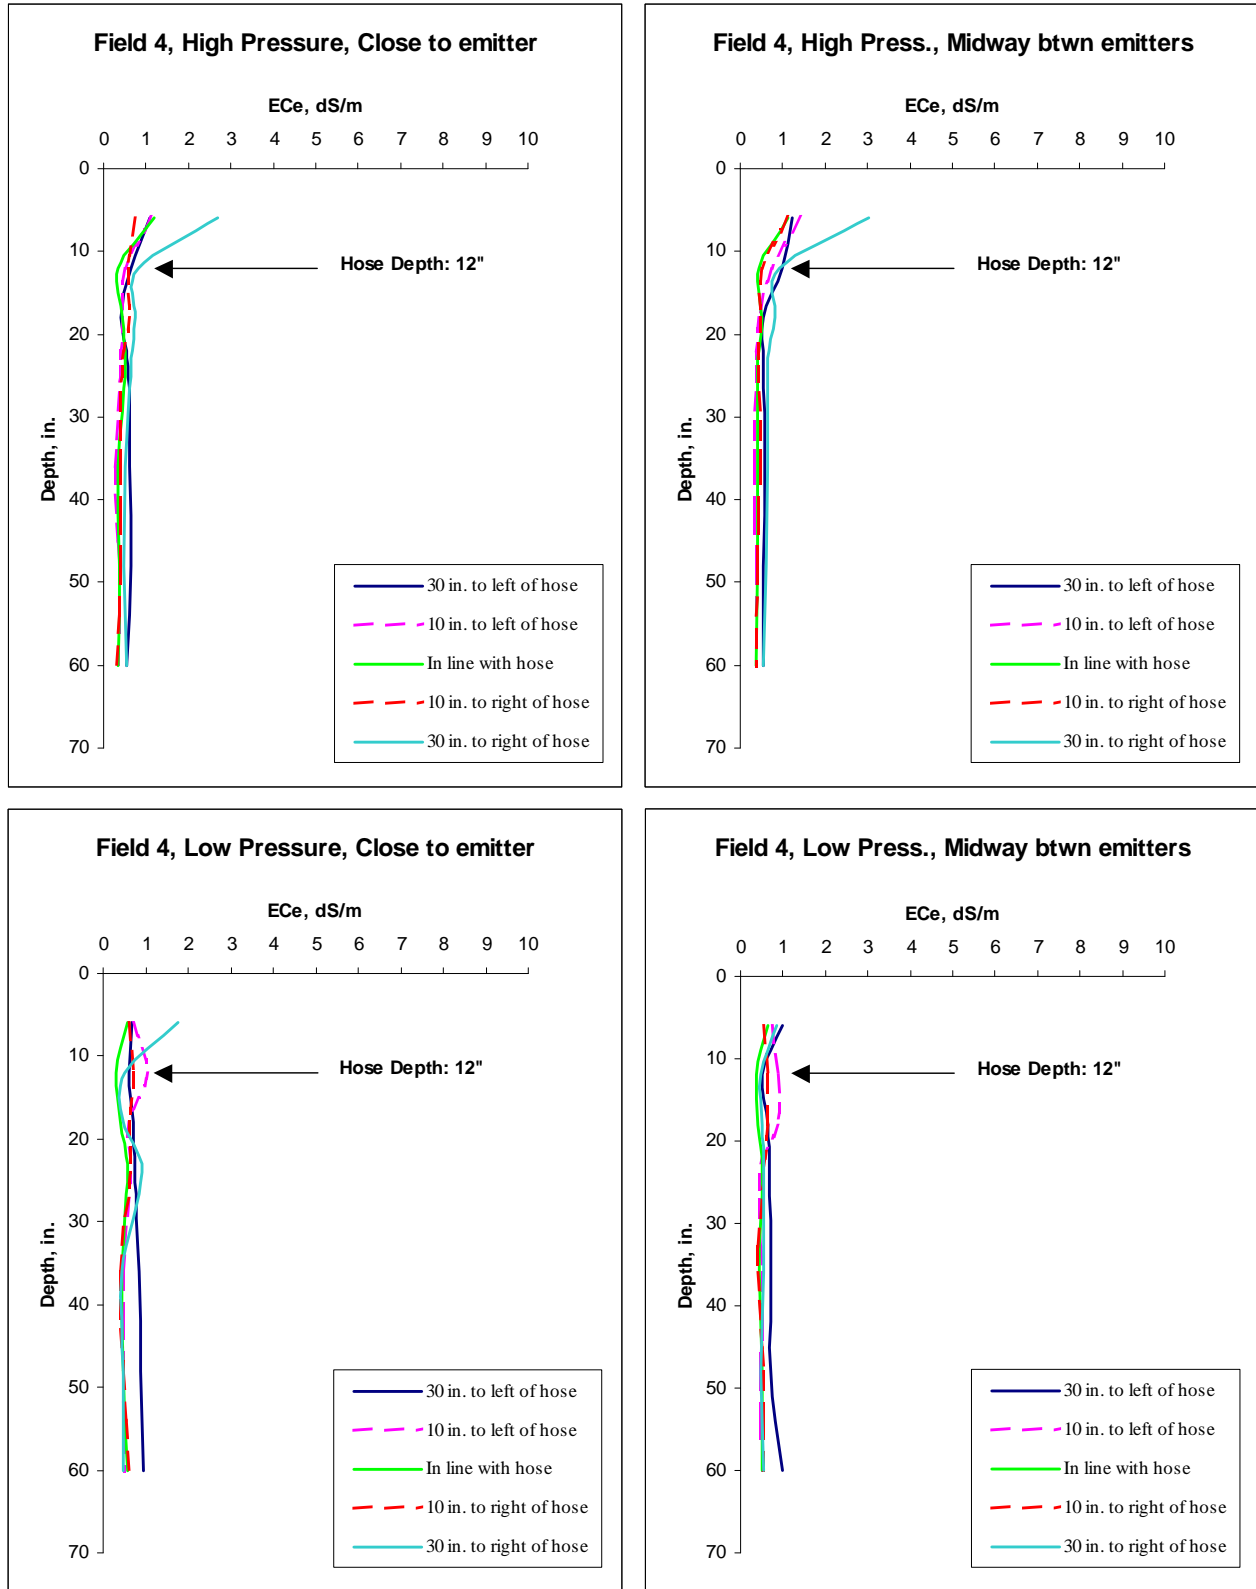 Field 4, High Pressure, Close to emitter
ECe, dS/m
0 1 2 3 4 5 6 7 8 9 10
0
10
20
30
40
50
60
70
Depth, in.
Hose Depth: 12"
30 in. to left of hose
10 in. to left of hose
In line with hose
10 in. to right of hose
30 in. to right of hose
Field 4, High Press., Midway btwn emitters
ECe, dS/m
0 1 2 3 4 5 6 7 8 9 10
0
10
20
30
40
50
60
70
Depth, in.
Hose Depth: 12"
30 in. to left of hose
10 in. to left of hose
In line with hose
10 in. to right of hose
30 in. to right of hose
Field 4, Low Pressure, Close to emitter
ECe, dS/m
0 1 2 3 4 5 6 7 8 9 10
0
10
20
30
40
50
60
70
Depth, in.
Hose Depth: 12"
30 in. to left of hose
10 in. to left of hose
In line with hose
10 in. to right of hose
30 in. to right of hose
Field 4, Low Press., Midway btwn emitters
ECe, dS/m
0 1 2 3 4 5 6 7 8 9 10
0
10
20
30
40
50
60
70
Depth, in.
Hose Depth: 12"
30 in. to left of hose
10 in. to left of hose
In line with hose
10 in. to right of hose
30 in. to right of hose